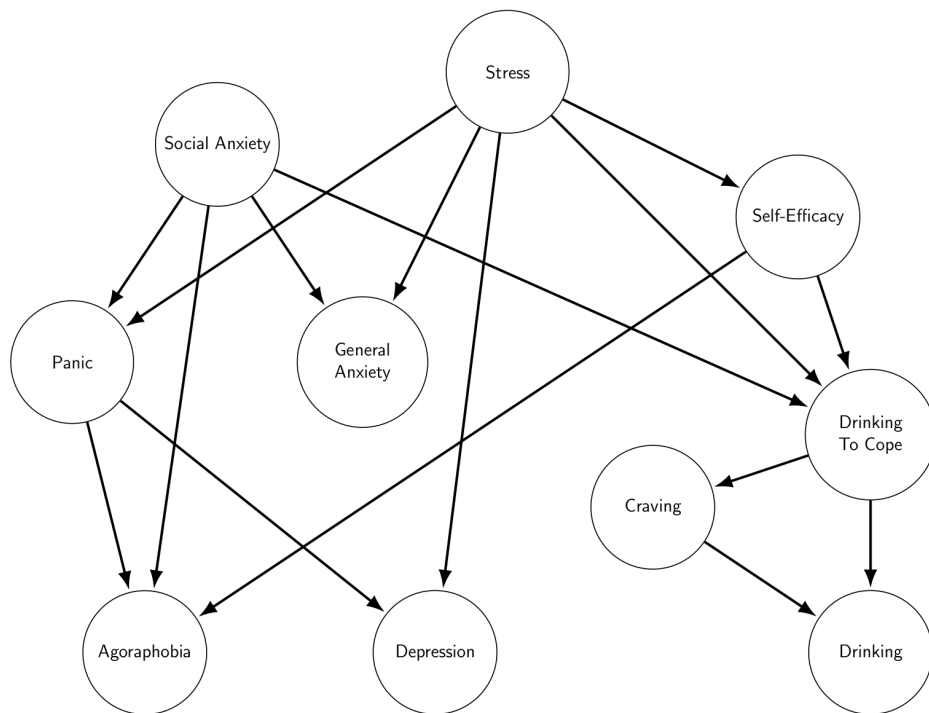 Stress
Social Anxiety
Self-Efficacy
Panic
General
Anxiety
Drinking
To Cope
Craving
Agoraphobia
Depression
Drinking